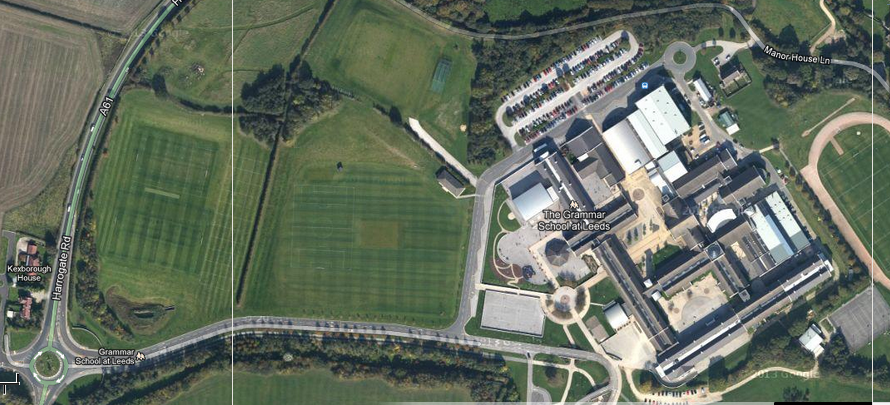 Manor House Ln
A61
The Grammar
School at Leeds
Kexborough
House
Harrogate Rd
Grammar
School at Leeds